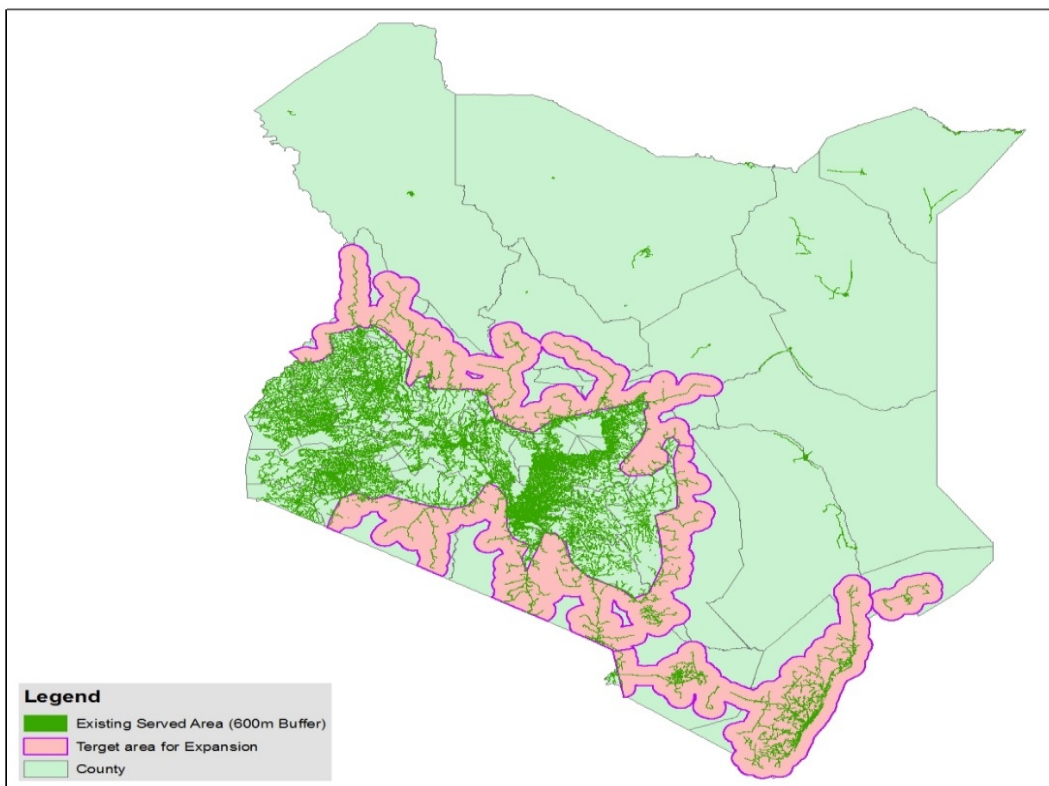 Legend
Existing Served Area (600m Buffer)
Terget area for Expansion
County